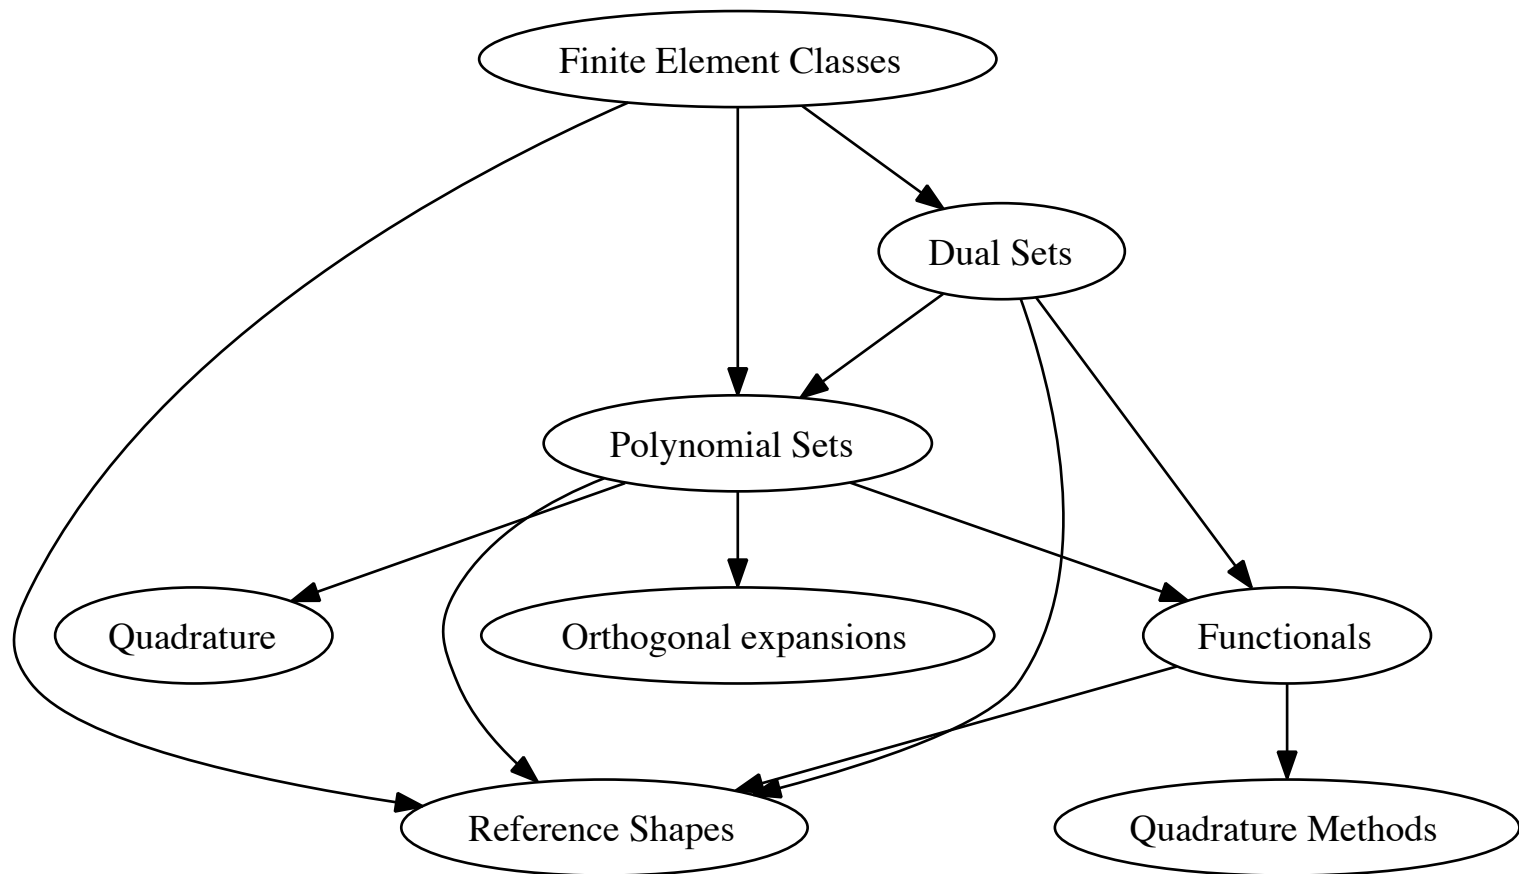 Finite Element Classes
Dual Sets
Polynomial Sets
Quadrature
Orthogonal expansions
Functionals
Reference Shapes
Quadrature Methods